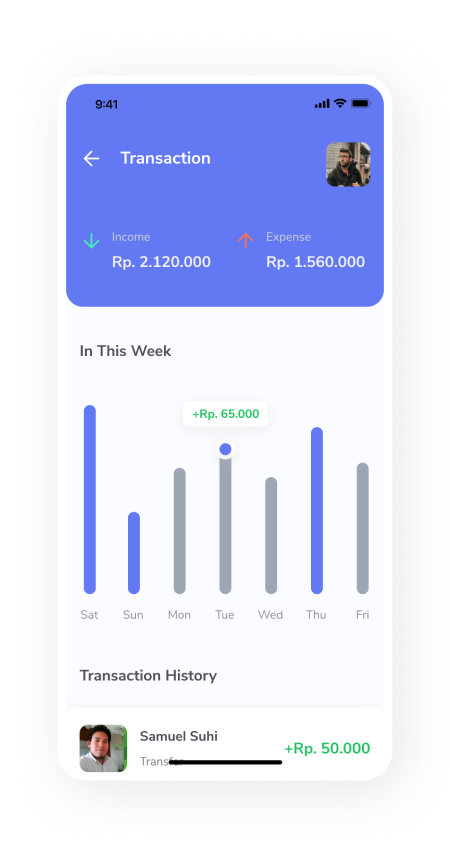 9:41
Transaction
Income
Expense
Rp. 2.120.000
Rp. 1.560.000
In This Week
+Rp. 65.000
Sat Sun Mon Tue Wed Thu Fri
Transaction History
Samuel Suhi
+Rp. 50.000